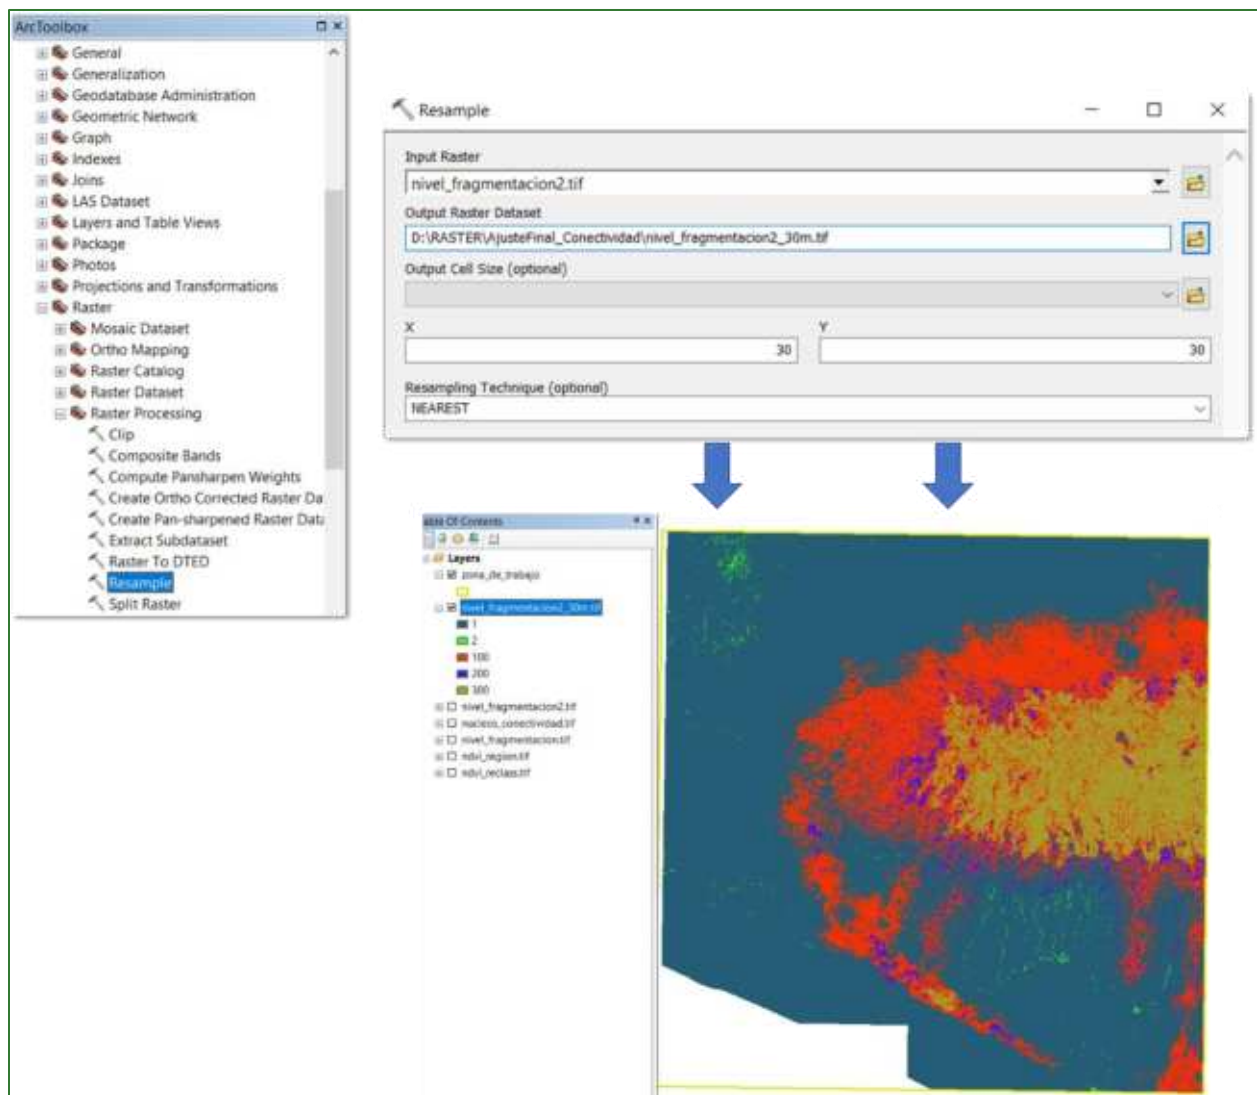 ArcToolbox
General
Generalization
Geodatabase Administration
Geometric Network
Graph
Indexes
Joins
LAS Dataset
Layers and Table Views
Package
Photos
Projections and Transformations
Raster
Mosaic Dataset
Ortho Mapping
Raster Catalog
Raster Dataset
Raster Processing
Clip
Composite Bands
Compute Pansharpen Weights
Create Ortho Corrected Raster Da
Create Pan-sharpened Raster Data
Extract Subdataset
Raster To DTED
Resample
Split Raster
Resample
Input Raster
nivel_fragmentacion2.tif
Output Raster Dataset
D:\RASTER\AjusteFinal_Conectividad\nivel_fragmentacion2_30m.tif
Output Cell Size (optional)
X Y
30 30
Resampling Technique (optional)
NEAREST
able Of Contents
Layers
zona_de_trabajo
nivel_fragmentacion2_30m.tif
1
2
100
200
300
nivel_fragmentacion2.tif
nucleos_conectividad.tif
nivel_fragmentacion.tif
ndvi_region.tif
ndvi_reclass.tif